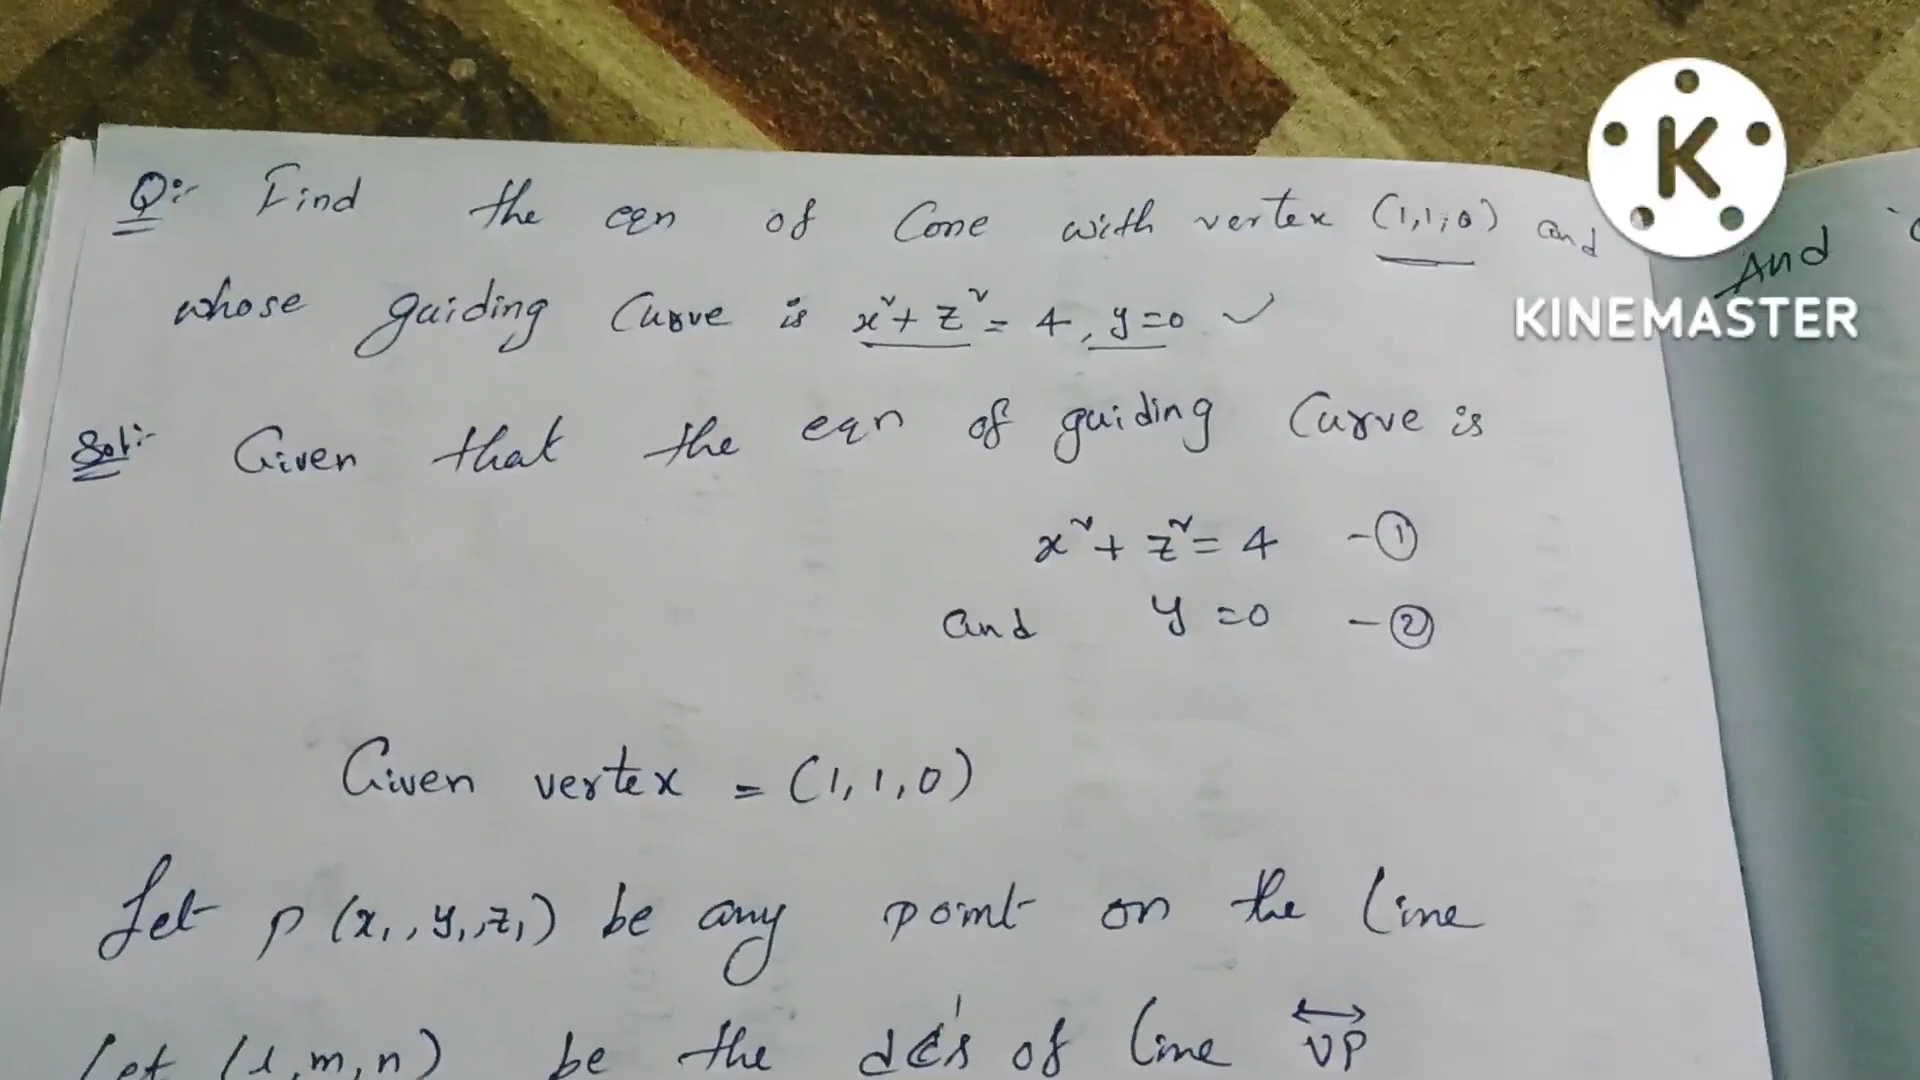 Q:- Find the eqn of Cone with vertex (1,1,0) and
whose guiding Curve is x²+ z² = 4, y=0 ✓
Sol:- Given that the eqn of guiding Curve is
x²+ z² = 4 -①
and y =0 -②
Given vertex = (1,1,0)
Let p(x₁,y₁,z₁) be any point on the line
Let (l,m,n) be the dc's of line VP
And
K
KINEMASTER